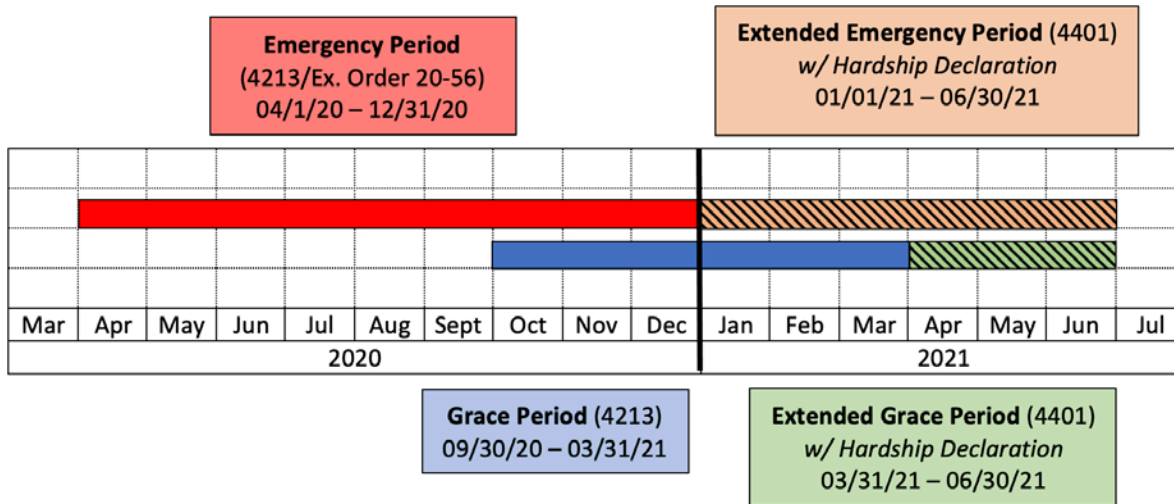 Emergency Period
(4213/Ex. Order 20-56)
04/1/20 – 12/31/20
Extended Emergency Period (4401)
w/ Hardship Declaration
01/01/21 – 06/30/21
Mar Apr May Jun Jul Aug Sept Oct Nov Dec Jan Feb Mar Apr May Jun Jul
2020 2021
Grace Period (4213)
09/30/20 – 03/31/21
Extended Grace Period (4401)
w/ Hardship Declaration
03/31/21 – 06/30/21